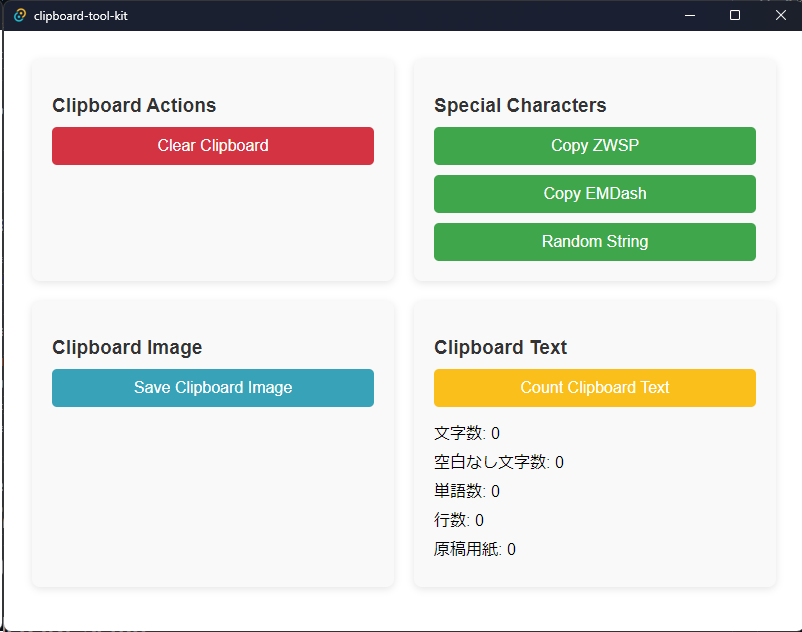 clipboard-tool-kit
Clipboard Actions
Clear Clipboard
Special Characters
Copy ZWSP
Copy EMDash
Random String
Clipboard Image
Save Clipboard Image
Clipboard Text
Count Clipboard Text
文字数: 0
空白なし文字数: 0
単語数: 0
行数: 0
原稿用紙: 0